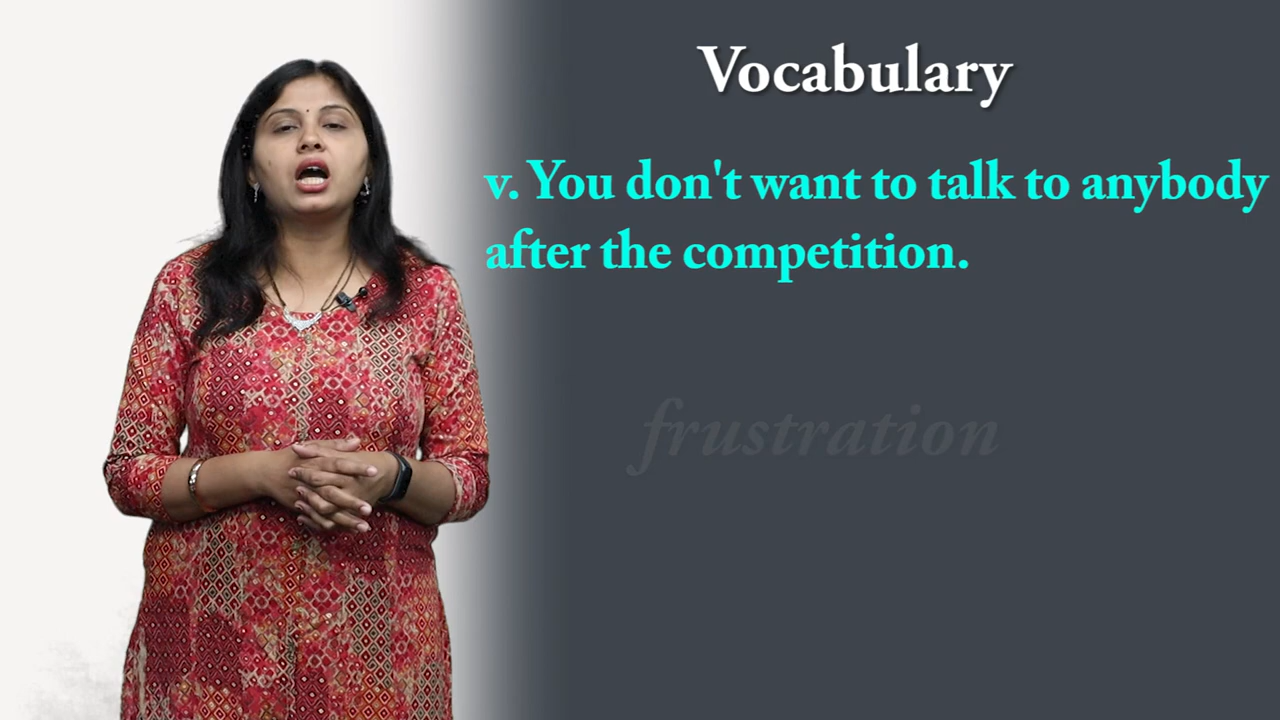 Vocabulary
v. You don't want to talk to anybody
after the competition.
frustration